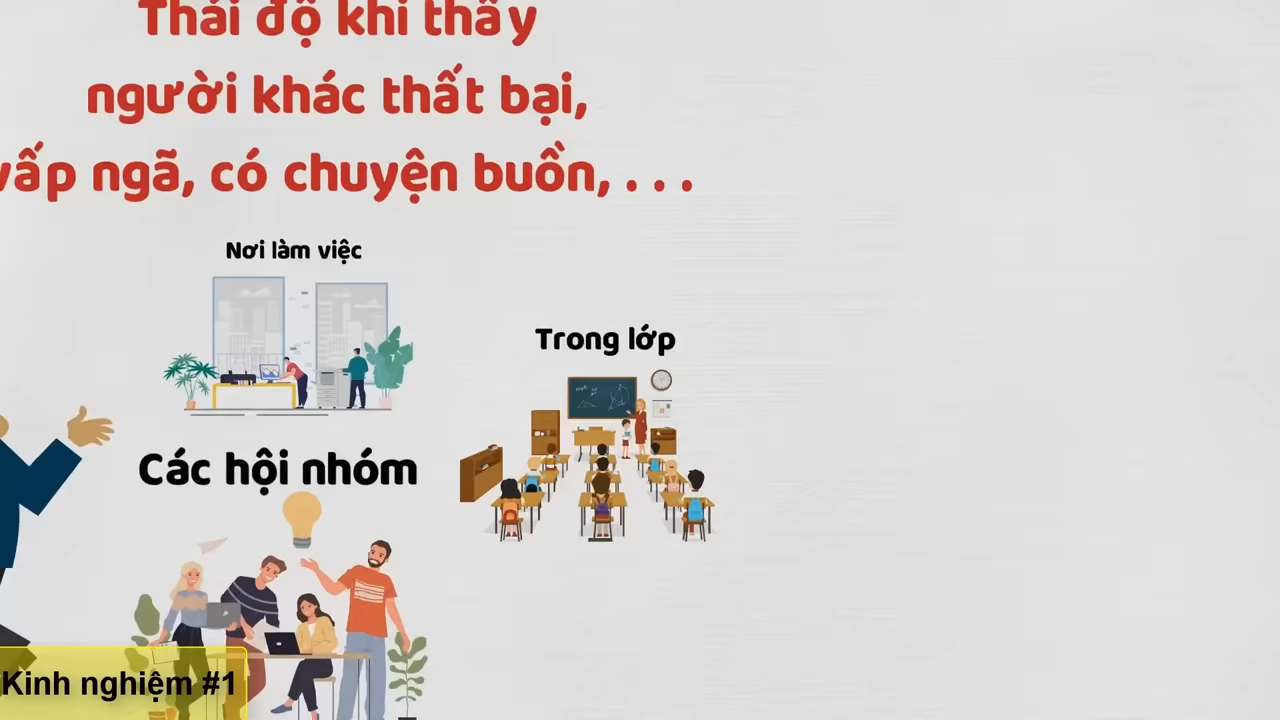 Thái độ khi thấy
người khác thất bại,
vấp ngã, có chuyện buồn, . . .
Nơi làm việc
Trong lớp
Các hội nhóm
Kinh nghiệm #1